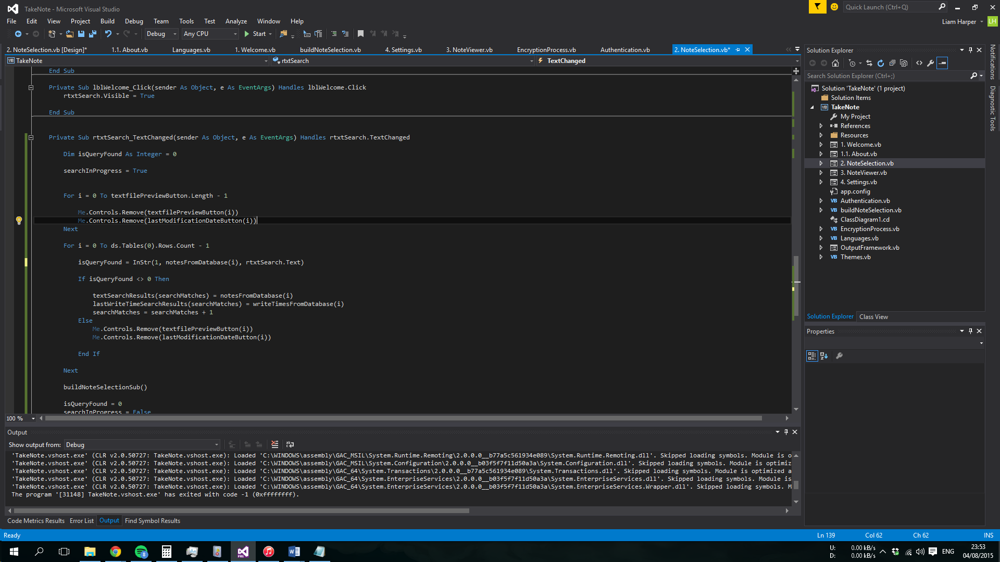 TakeNote - Microsoft Visual Studio
Quick Launch (Ctrl+Q)
File Edit View Project Build Debug Team Tools Test Analyze Window Help
Liam Harper LH
Debug Any CPU Start
2. NoteSelection.vb [Design]* 1.1. About.vb Languages.vb 1. Welcome.vb buildNoteSelection.vb 4. Settings.vb 3. NoteViewer.vb EncryptionProcess.vb Authentication.vb 2. NoteSelection.vb*
VB TakeNote rtxtSearch TextChanged
End Sub
Private Sub lblWelcome_Click(sender As Object, e As EventArgs) Handles lblWelcome.Click
rtxtSearch.Visible = True
End Sub
Private Sub rtxtSearch_TextChanged(sender As Object, e As EventArgs) Handles rtxtSearch.TextChanged
Dim isQueryFound As Integer = 0
searchInProgress = True
For i = 0 To textfilePreviewButton.Length - 1
Me.Controls.Remove(textfilePreviewButton(i))
Me.Controls.Remove(lastModificationDateButton(i))
Next
For i = 0 To ds.Tables(0).Rows.Count - 1
isQueryFound = InStr(1, notesFromDatabase(i), rtxtSearch.Text)
If isQueryFound <> 0 Then
textSearchResults(searchMatches) = notesFromDatabase(i)
lastWriteTimeSearchResults(searchMatches) = writeTimesFromDatabase(i)
searchMatches = searchMatches + 1
Else
Me.Controls.Remove(textfilePreviewButton(i))
Me.Controls.Remove(lastModificationDateButton(i))
End If
Next
buildNoteSelectionSub()
isQueryFound = 0
searchInProgress = False
100 %
Output
Show output from: Debug
'TakeNote.vshost.exe' (CLR v2.0.50727: TakeNote.vshost.exe): Loaded 'C:\WINDOWS\assembly\GAC_MSIL\System.Runtime.Remoting\2.0.0.0__b77a5c561934e089\System.Runtime.Remoting.dll'. Skipped loading symbols. Module is o
'TakeNote.vshost.exe' (CLR v2.0.50727: TakeNote.vshost.exe): Loaded 'C:\WINDOWS\assembly\GAC_MSIL\System.Configuration\2.0.0.0__b03f5f7f11d50a3a\System.Configuration.dll'. Skipped loading symbols. Module is optimiz
'TakeNote.vshost.exe' (CLR v2.0.50727: TakeNote.vshost.exe): Loaded 'C:\WINDOWS\assembly\GAC_64\System.Transactions\2.0.0.0__b77a5c561934e089\System.Transactions.dll'. Skipped loading symbols. Module is optimized a
'TakeNote.vshost.exe' (CLR v2.0.50727: TakeNote.vshost.exe): Loaded 'C:\WINDOWS\assembly\GAC_64\System.EnterpriseServices\2.0.0.0__b03f5f7f11d50a3a\System.EnterpriseServices.dll'. Skipped loading symbols. Module is
'TakeNote.vshost.exe' (CLR v2.0.50727: TakeNote.vshost.exe): Loaded 'C:\WINDOWS\assembly\GAC_64\System.EnterpriseServices\2.0.0.0__b03f5f7f11d50a3a\System.EnterpriseServices.Wrapper.dll'. Skipped loading symbols. M
The program '[31148] TakeNote.vshost.exe' has exited with code -1 (0xffffffff).
Code Metrics Results Error List Output Find Symbol Results
Solution Explorer
Search Solution Explorer (Ctrl+;)
Solution 'TakeNote' (1 project)
Solution Items
VB TakeNote
My Project
References
Resources
1. Welcome.vb
1.1. About.vb
2. NoteSelection.vb
3. NoteViewer.vb
4. Settings.vb
app.config
VB Authentication.vb
VB buildNoteSelection.vb
ClassDiagram1.cd
VB EncryptionProcess.vb
VB Languages.vb
OutputFramework.vb
VB Themes.vb
Solution Explorer Class View
Properties
Notifications
Diagnostic Tools
Ready Ln 139 Col 62 Ch 62 INS
U: 0.00 kB/s
D: 0.00 kB/s
ENG
23:53
04/08/2015